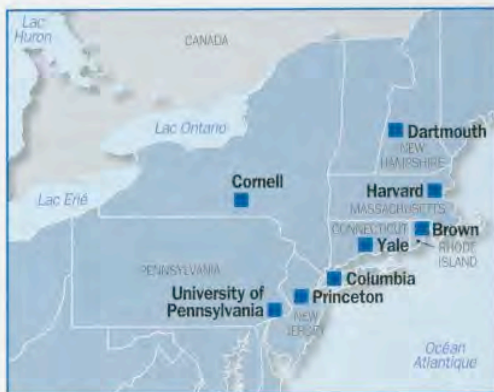 Lac
Huron
CANADA
Lac Ontario
Dartmouth
NEW
HAMPSHIRE
Cornell
Harvard
MASSACHUSETTS
Lac Erié
CONNECTICUT
Brown
Yale
RHODE
ISLAND
PENNSYLVANIA
Columbia
University of
Pennsylvania
Princeton
NEW
JERSEY
Océan
Atlantique